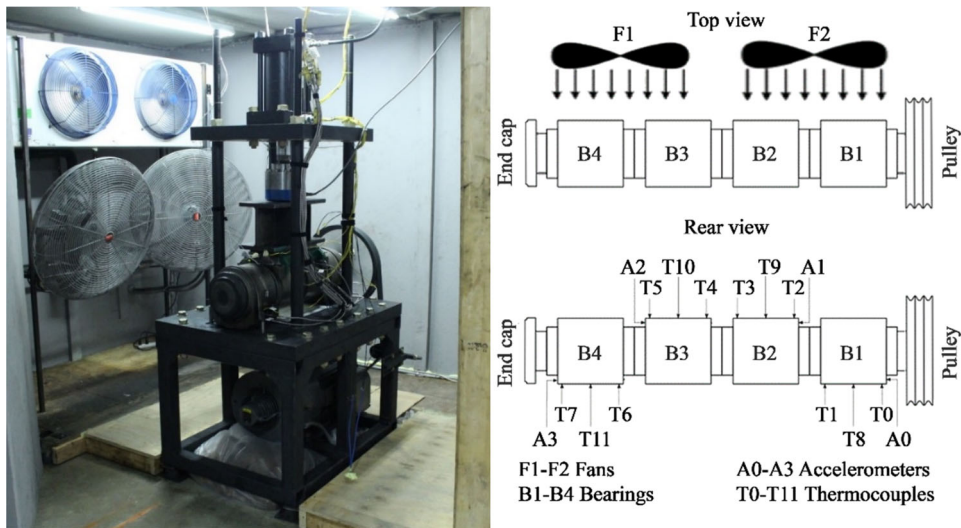 Top view
F1 F2
End cap B4 B3 B2 B1 Pulley
Rear view
A2 T10 T9 A1
T5 T4 T3 T2
End cap B4 B3 B2 B1 Pulley
T7 T6 T1 T0
A3 T11 T8 A0
F1-F2 Fans A0-A3 Accelerometers
B1-B4 Bearings T0-T11 Thermocouples